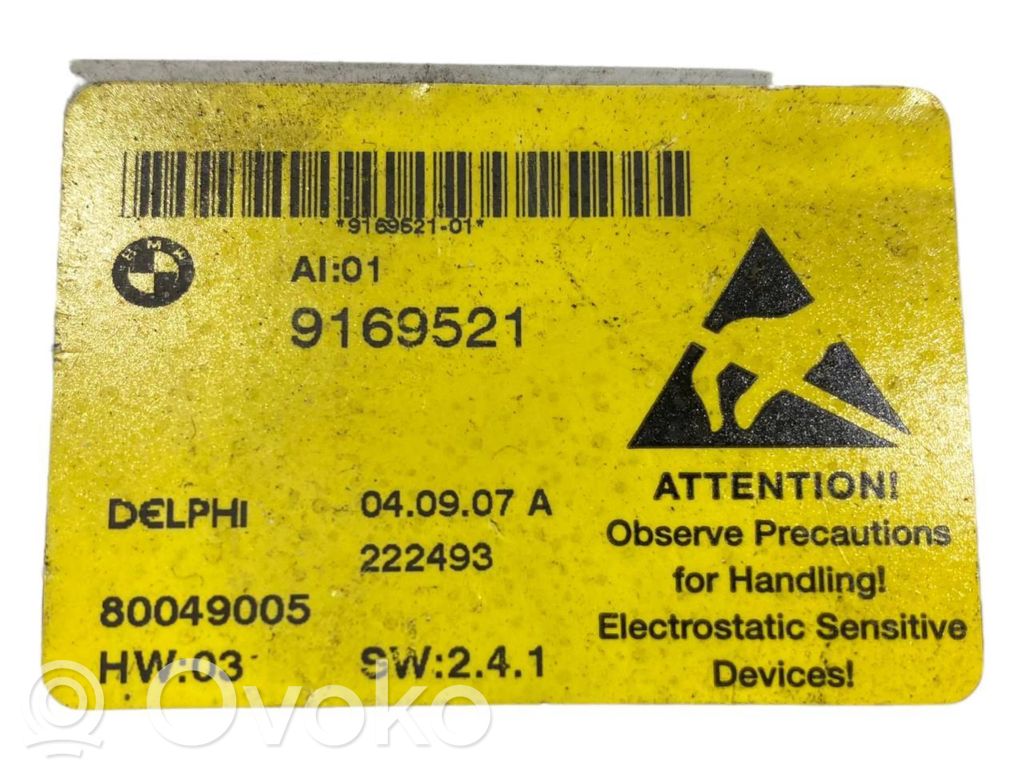 *9169521-01*
BMW
AI:01
9169521
DELPHI
04.09.07 A
222493
80049005
HW:03
SW:2.4.1
ATTENTION!
Observe Precautions
for Handling!
Electrostatic Sensitive
Devices!
Ovoko